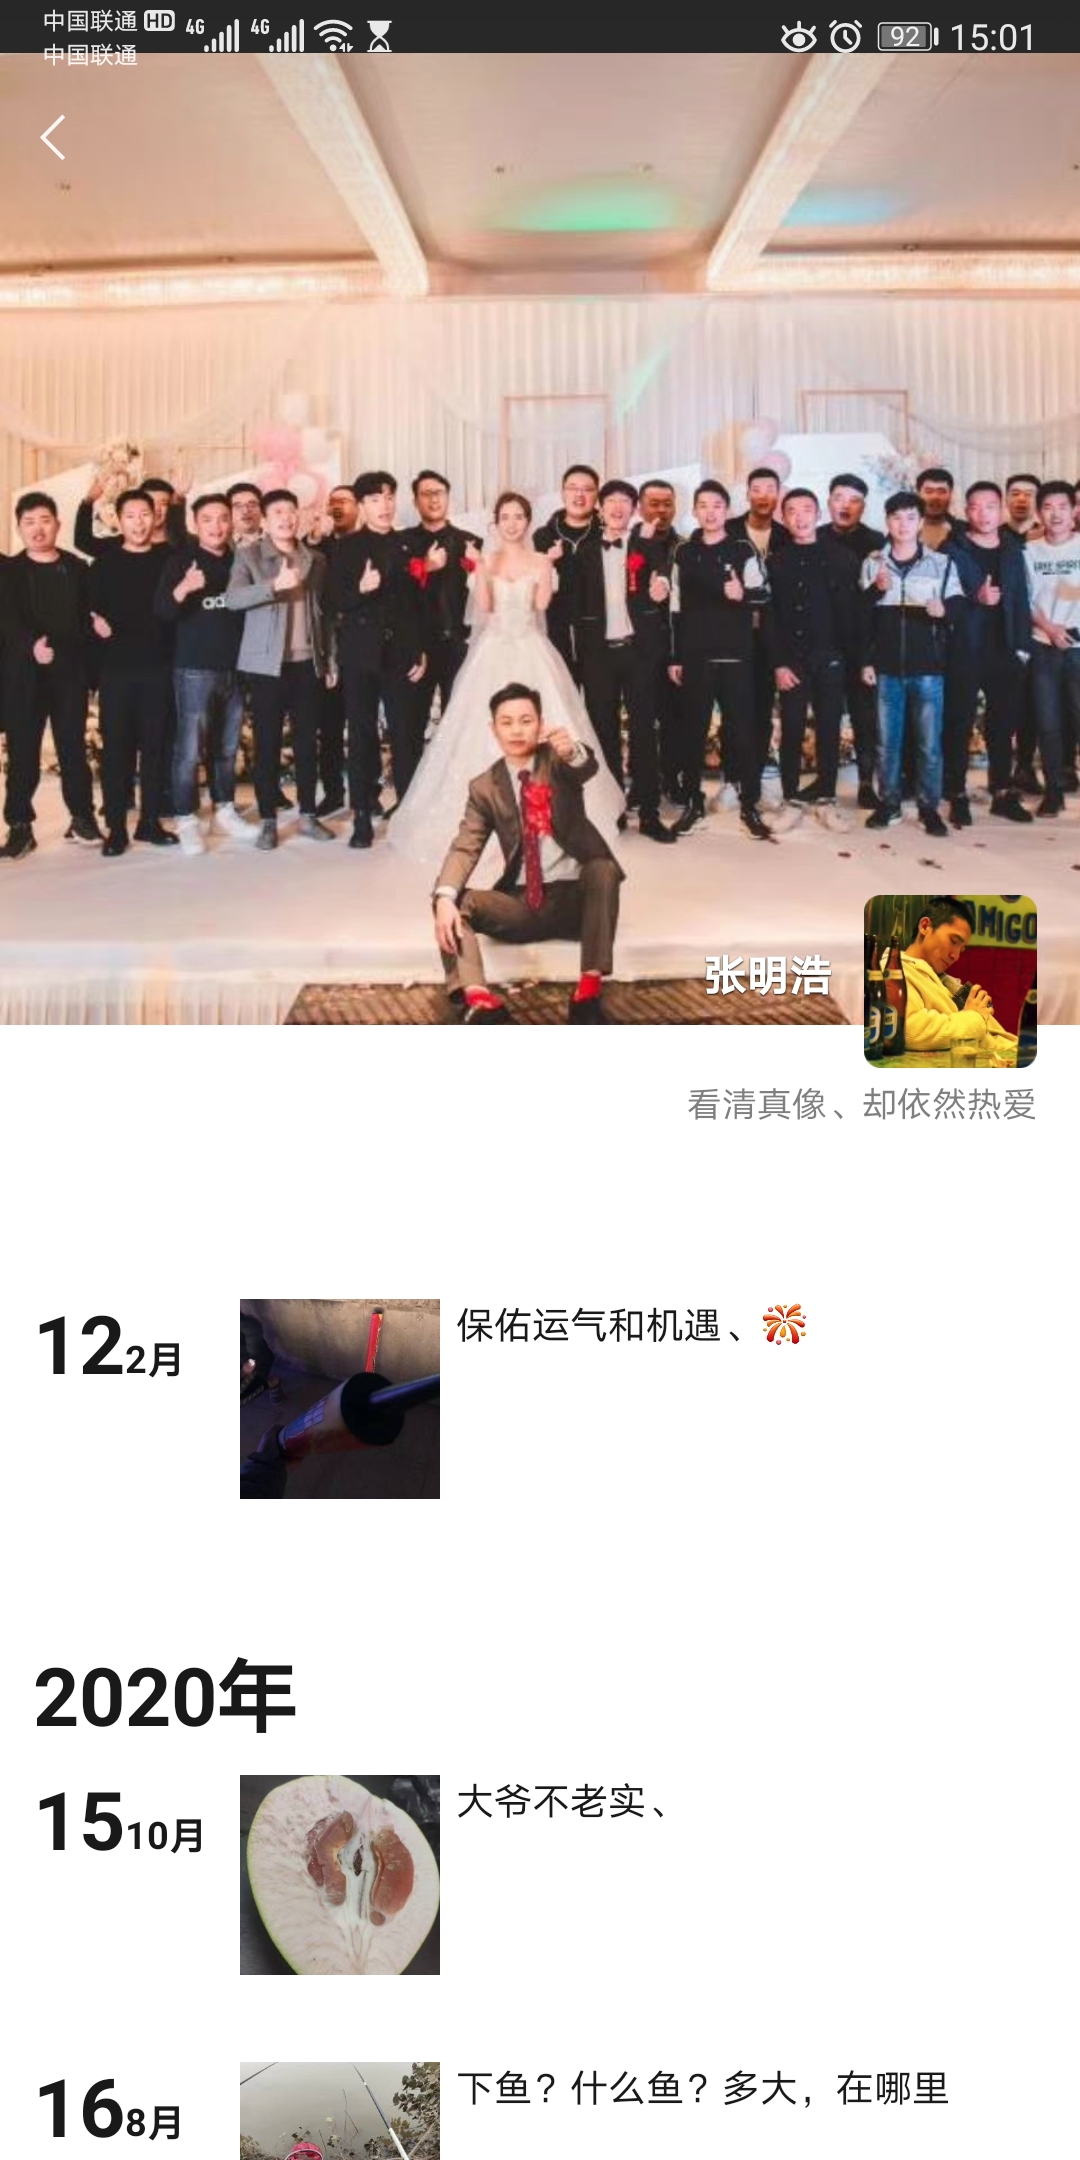 中国联通 HD 4G 4G 92 15:01
中国联通
ad
MIGO
张明浩
看清真像、却依然热爱
12 2月 保佑运气和机遇、
2020年
15 10月 大爷不老实、
16 8月 下鱼？什么鱼？多大，在哪里